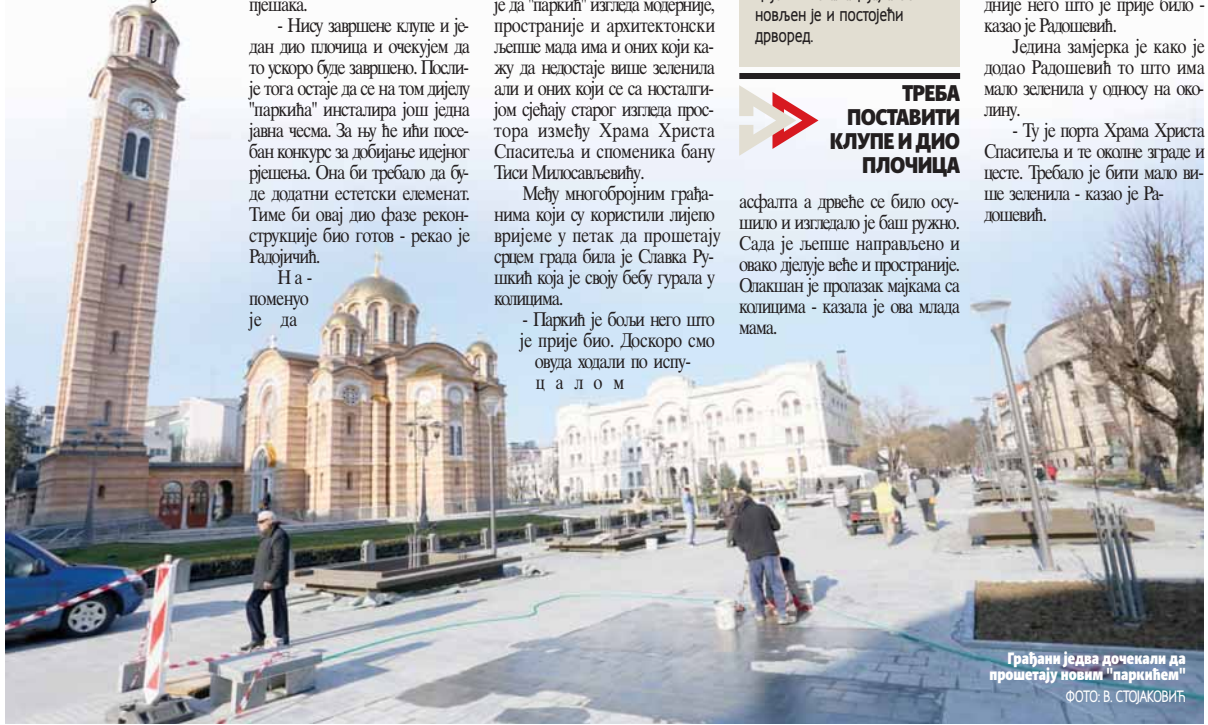 пјешака.
- Нису завршене клупе и је-
дан дио плочица и очекујем да
то ускоро буде завршено. Посли-
је тога остаје да се на том дијелу
"паркића" инсталира још једна
јавна чесма. За њу ће ићи посе-
бан конкурс за добијање идејног
рјешења. Она би требало да бу-
де додатни естетски елеменат.
Тиме би овај дио фазе рекон-
струкције био готов - рекао је
Радојичић.
На-
поменуо
је да
је да "паркић" изгледа модерније,
пространије и архитектонски
љепше мада има и оних који ка-
жу да недостаје више зеленила
али и оних који се са носталги-
јом сјећају старог изгледа прос-
тора између Храма Христа
Спаситеља и споменика бану
Тиси Милосављевићу.
Међу многобројним грађа-
нима који су користили лијепо
вријеме у петак да прошетају
срцем града била је Славка Ру-
шкић која је своју бебу гурала у
колицима.
- Паркић је бољи него што
је прије био. Доскоро смо
овуда ходали по испу-
цалом
новљен је и постојећи
дрворед.
ТРЕБА
ПОСТАВИТИ
КЛУПЕ И ДИО
ПЛОЧИЦА
асфалта а дрвеће се било осу-
шило и изгледало је баш ружно.
Сада је љепше направљено и
овако дјелује веће и пространије.
Олакшан је пролазак мајкама са
колицима - казала је ова млада
мама.
дније него што је прије било -
казао је Радошевић.
Једина замјерка је како је
додао Радошевић то што има
мало зеленила у односу на око-
лину.
- Ту је порта Храма Христа
Спаситеља и те околне зграде и
цесте. Требало је бити мало ви-
ше зеленила - казао је Ра-
дошевић.
Грађани једва дочекали да
прошетају новим "паркићем"
ФОТО: В. СТОЈАКОВИЋ